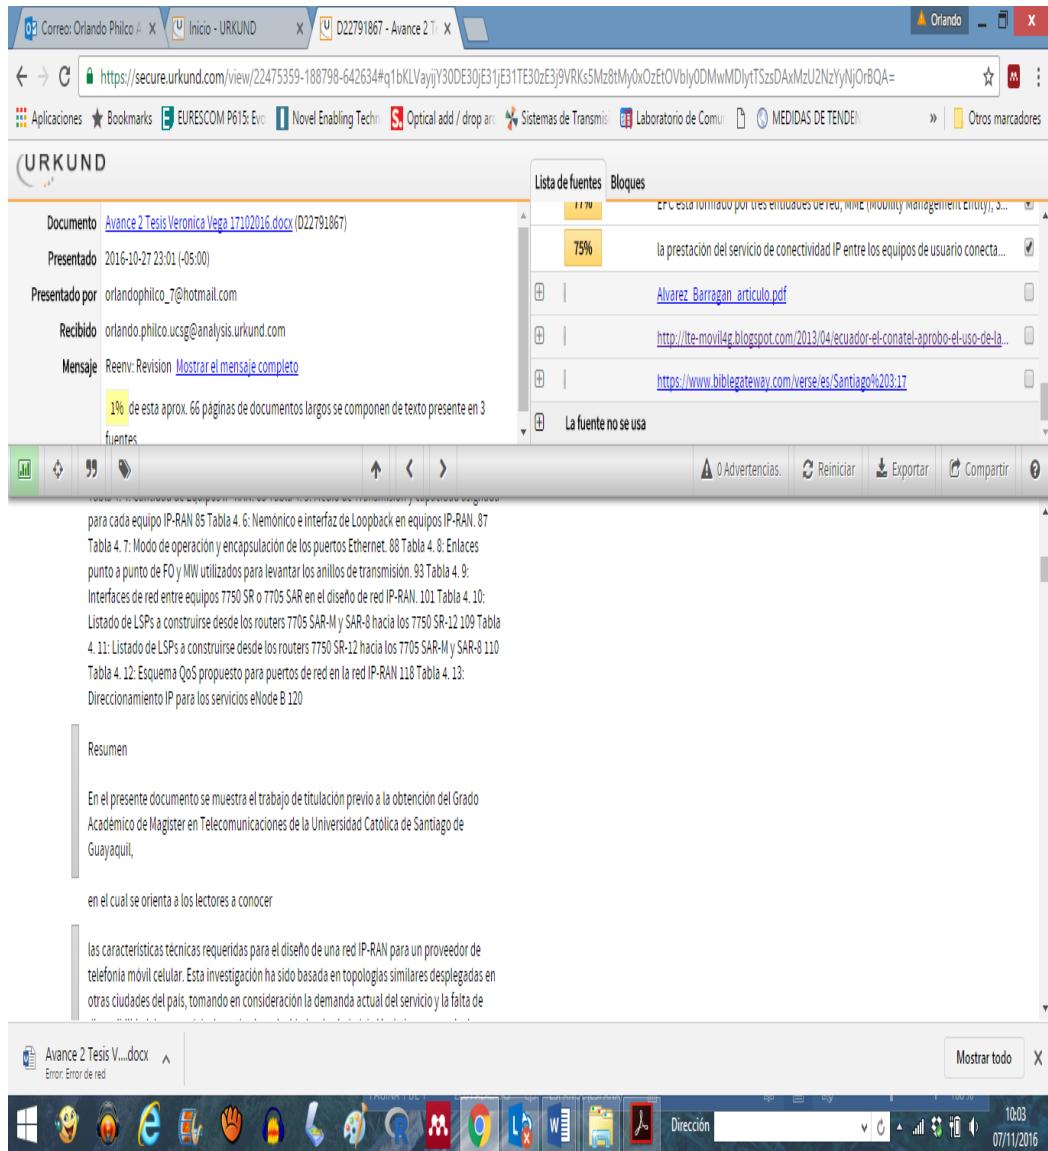 Correo: Orlando Philco A
Inicio - URKUND
D22791867 - Avance 2 Te
Orlando
https://secure.urkund.com/view/22475359-188798-642634#q1bKLVayijY30DE30jE31jE31TE30zE3j9VRKs5Mz8tMy0xOzEtOVbIy0DMwMDIytTSzsDAxMzU2NzYyNjOrBQA=
Aplicaciones
Bookmarks
EURESCOM P615: Evo
Novel Enabling Techn
Optical add / drop arc
Sistemas de Transmis
Laboratorio de Comu
MEDIDAS DE TENDEN
»
Otros marcadores
URKUND
Lista de fuentes Bloques
Documento Avance 2 Tesis Veronica Vega 17102016.docx (D22791867)
Presentado 2016-10-27 23:01 (-05:00)
Presentado por orlandophilco_7@hotmail.com
Recibido orlando.philco.ucsg@analysis.urkund.com
Mensaje Reenv: Revision Mostrar el mensaje completo
1% de esta aprox. 66 páginas de documentos largos se componen de texto presente en 3
fuentes
77% EPC esta formado por tres entidades de red, MME (Mobility Management Entity), S...
75% la prestación del servicio de conectividad IP entre los equipos de usuario conecta...
Alvarez_Barragan_articulo.pdf
http://lte-movil4g.blogspot.com/2013/04/ecuador-el-conatel-aprobo-el-uso-de-la...
https://www.biblegateway.com/verse/es/Santiago%203:17
La fuente no se usa
0 Advertencias. Reiniciar Exportar Compartir
para cada equipo IP-RAN 85 Tabla 4. 6: Nemónico e interfaz de Loopback en equipos IP-RAN. 87
Tabla 4. 7: Modo de operación y encapsulación de los puertos Ethernet. 88 Tabla 4. 8: Enlaces
punto a punto de FO y MW utilizados para levantar los anillos de transmisión. 93 Tabla 4. 9:
Interfaces de red entre equipos 7750 SR o 7705 SAR en el diseño de red IP-RAN. 101 Tabla 4. 10:
Listado de LSPs a construirse desde los routers 7705 SAR-M y SAR-8 hacia los 7750 SR-12 109 Tabla
4. 11: Listado de LSPs a construirse desde los routers 7750 SR-12 hacia los 7705 SAR-M y SAR-8 110
Tabla 4. 12: Esquema QoS propuesto para puertos de red en la red IP-RAN 118 Tabla 4. 13:
Direccionamiento IP para los servicios eNode B 120
Resumen
En el presente documento se muestra el trabajo de titulación previo a la obtención del Grado
Académico de Magister en Telecomunicaciones de la Universidad Católica de Santiago de
Guayaquil,
en el cual se orienta a los lectores a conocer
las características técnicas requeridas para el diseño de una red IP-RAN para un proveedor de
telefonía móvil celular. Esta investigación ha sido basada en topologías similares desplegadas en
otras ciudades del país, tomando en consideración la demanda actual del servicio y la falta de
Avance 2 Tesis V....docx
Error: Error de red
Mostrar todo
Dirección
10:03
07/11/2016